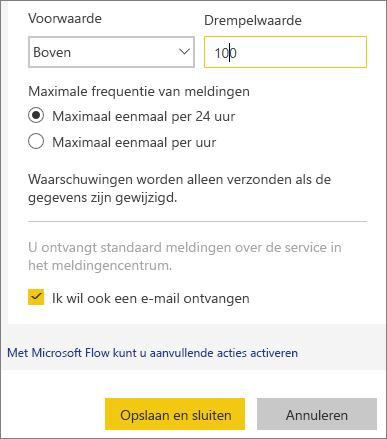 Voorwaarde
Drempelwaarde
Boven
100
Maximale frequentie van meldingen
Maximaal eenmaal per 24 uur
Maximaal eenmaal per uur
Waarschuwingen worden alleen verzonden als de
gegevens zijn gewijzigd.
U ontvangt standaard meldingen over de service in
het meldingencentrum.
Ik wil ook een e-mail ontvangen
Met Microsoft Flow kunt u aanvullende acties activeren
Opslaan en sluiten
Annuleren